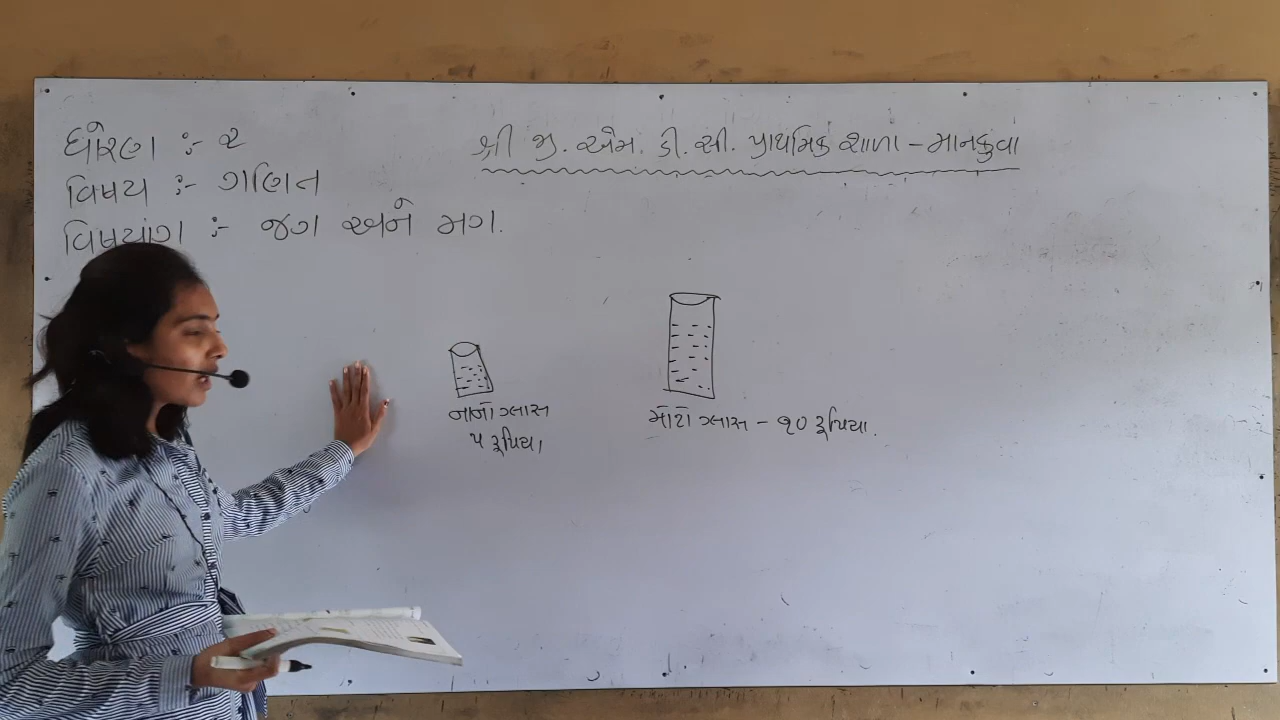 ધોરણ :- ૨
શ્રી જી. એમ. ડી. સી. પ્રાથમિક શાળા - માનકુવા
વિષય :- ગણિત
વિષયાંગ :- જગ અને મગ.
નાનો ગ્લાસ
૫ રૂપિયા
મોટો ગ્લાસ - ૧૦ રૂપિયા.